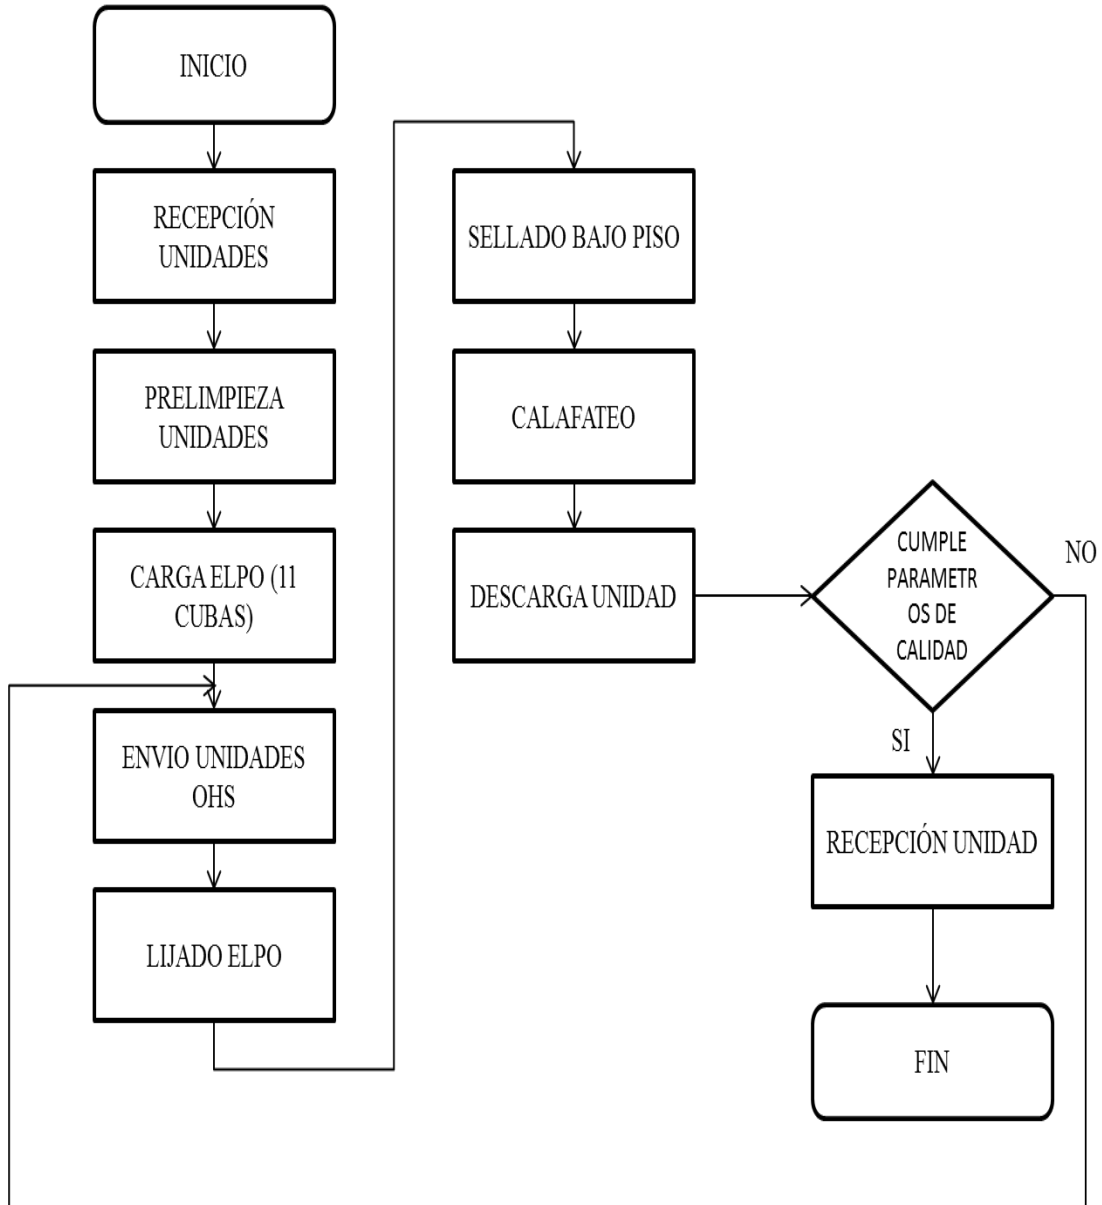 INICIO
RECEPCIÓN
UNIDADES
PRELIMPIEZA
UNIDADES
CARGA ELPO (11
CUBAS)
ENVIO UNIDADES
OHS
LIJADO ELPO
SELLADO BAJO PISO
CALAFATEO
DESCARGA UNIDAD
CUMPLE
PARAMETR
OS DE
CALIDAD
NO
SI
RECEPCIÓN UNIDAD
FIN